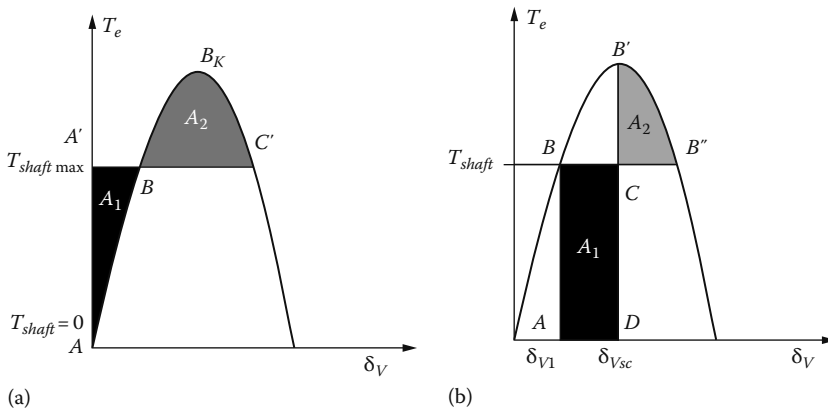 T_e
B_K
A'
A_2
C'
T_shaft max
A_1
B
T_shaft = 0
A
δ_V
(a)
T_e
B'
A_2
T_shaft
B
B''
C
A_1
A
D
δ_V1
δ_Vsc
δ_V
(b)